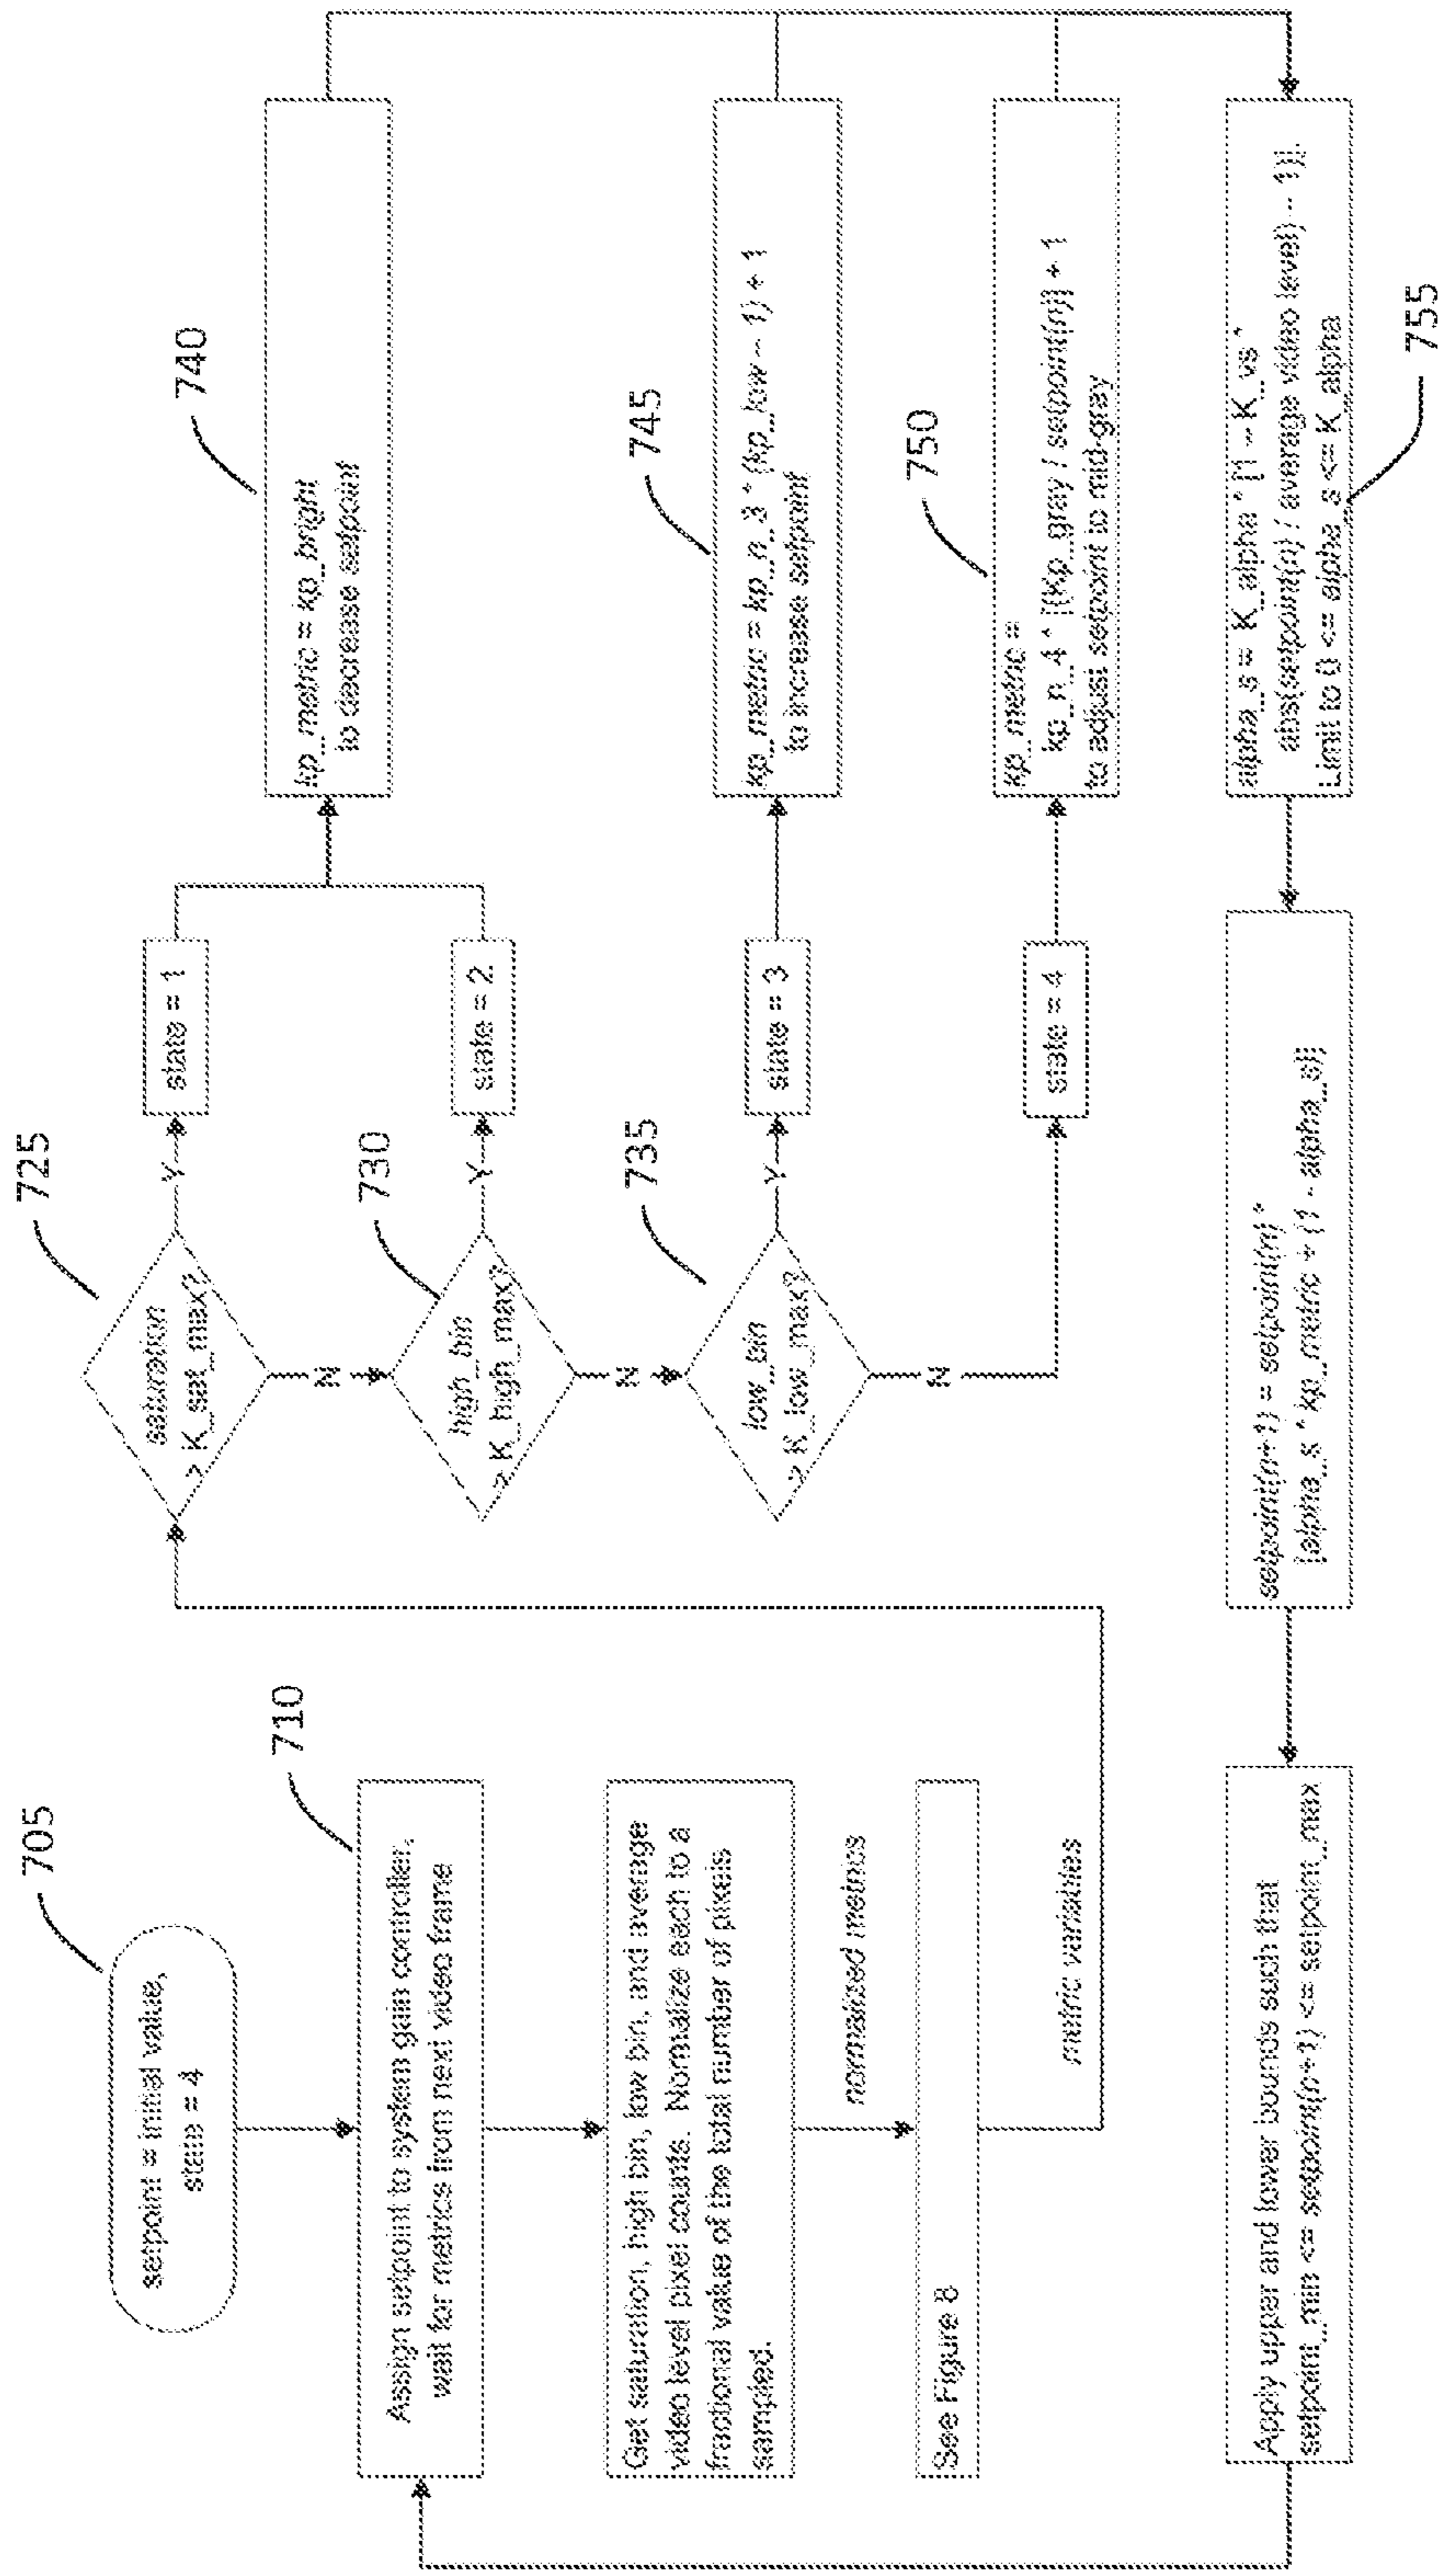 705
setpoint = initial value,
state = 4
710
Assign setpoint to system gain controller,
wait for metrics from next video frame
Get saturation, high bin, low bin, and average
video level pixel counts. Normalize each to a
fractional value of the total number of pixels
sampled.
normalized metrics
See Figure 8
metric variables
725
saturation
> K_sat_max?
Y
state = 1
N
730
high_bin
> K_high_max?
Y
state = 2
N
735
low_bin
> K_low_max?
Y
state = 3
N
state = 4
740
kp_metric = kp_bright
to decrease setpoint
745
kp_metric = kp_n_3 * (kp_low - 1) + 1
to increase setpoint
750
kp_metric =
kp_n_4 * [(Kp_gray / setpoint(n)] + 1
to adjust setpoint to mid-gray
alpha_s = K_alpha * [1 - K_vs *
abs(setpoint(n) / average video level) - 1)].
Limit to 0 <= alpha_s <= K_alpha
755
setpoint(n+1) = setpoint(n) *
[alpha_s * kp_metric + (1 - alpha_s)]
Apply upper and lower bounds such that
setpoint_min <= setpoint(n+1) <= setpoint_max